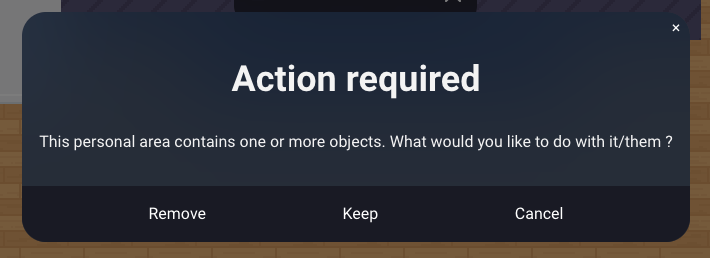 ×
Action required
This personal area contains one or more objects. What would you like to do with it/them ?
Remove Keep Cancel